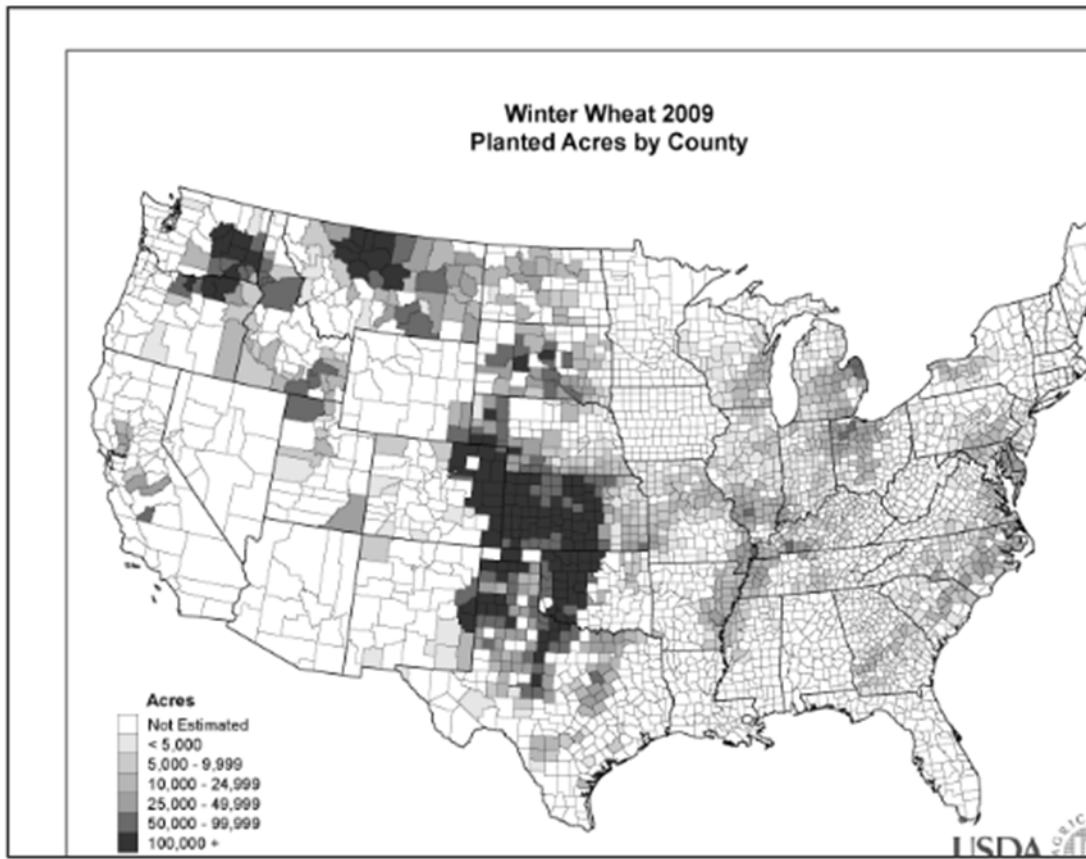 Winter Wheat 2009
Planted Acres by County
Acres
Not Estimated
< 5,000
5,000 - 9,999
10,000 - 24,999
25,000 - 49,999
50,000 - 99,999
100,000 +
USDA